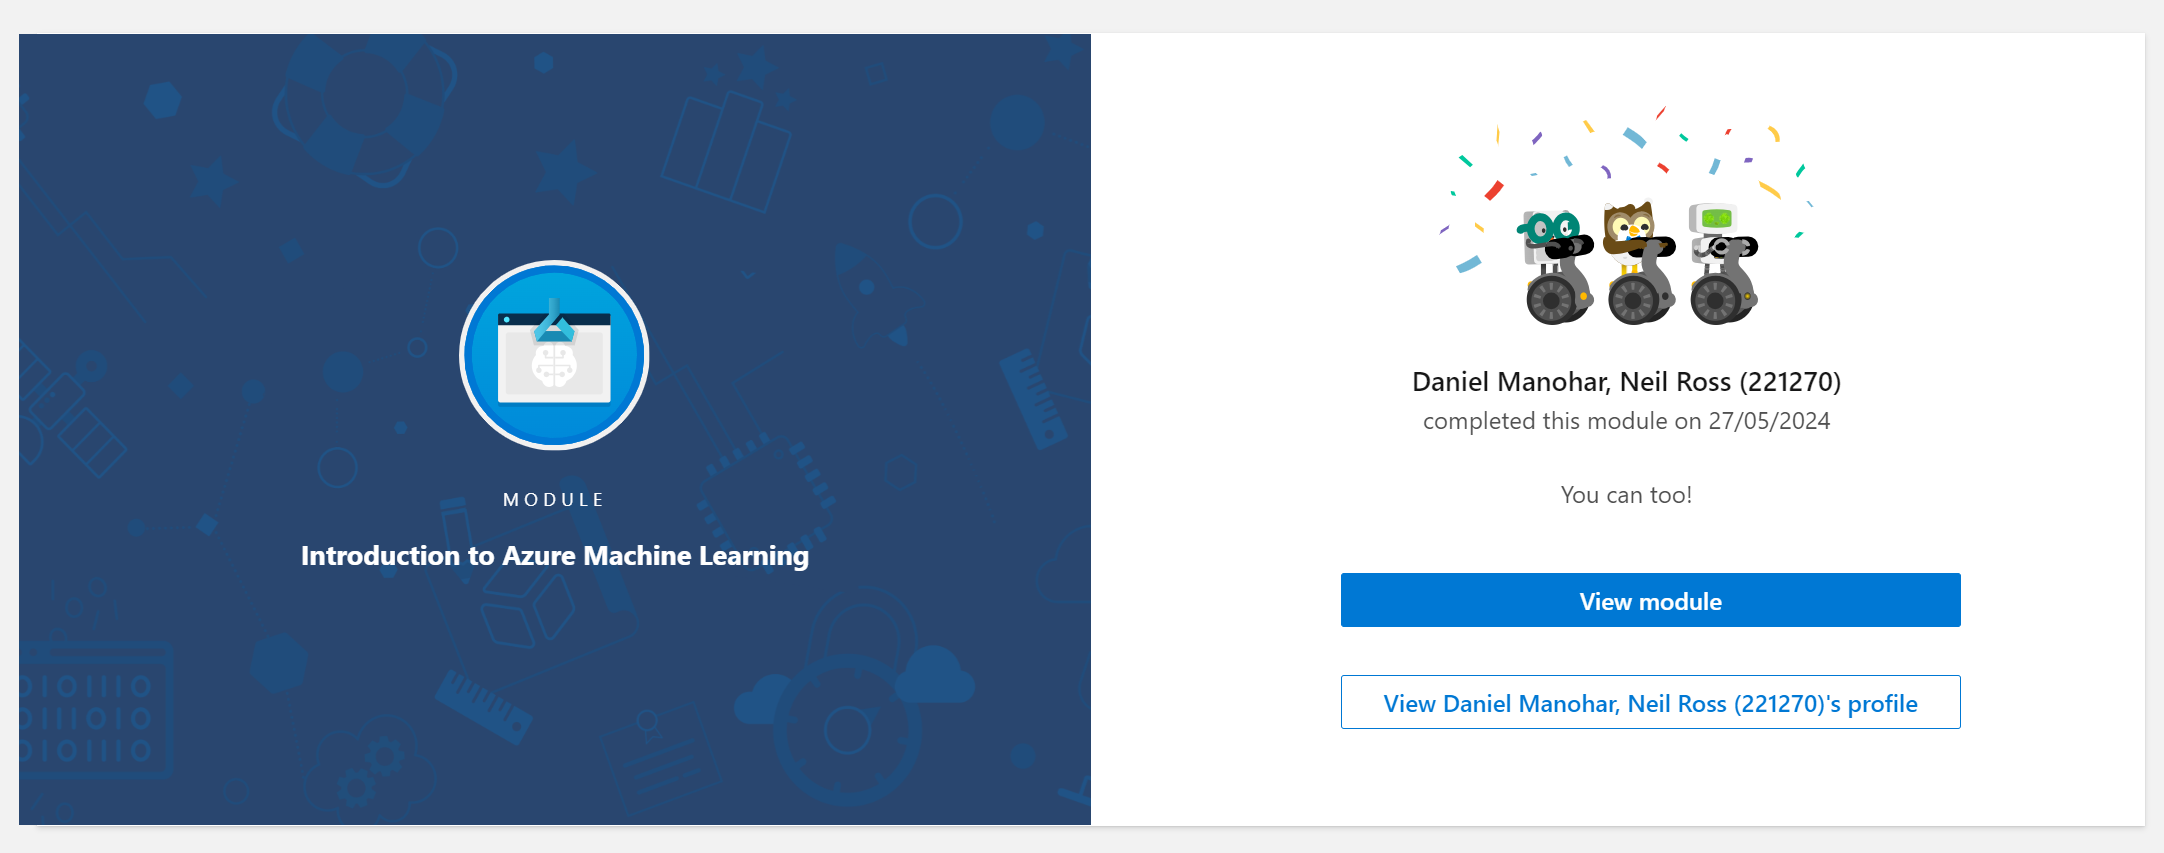 MODULE
Introduction to Azure Machine Learning
Daniel Manohar, Neil Ross (221270)
completed this module on 27/05/2024
You can too!
View module
View Daniel Manohar, Neil Ross (221270)'s profile